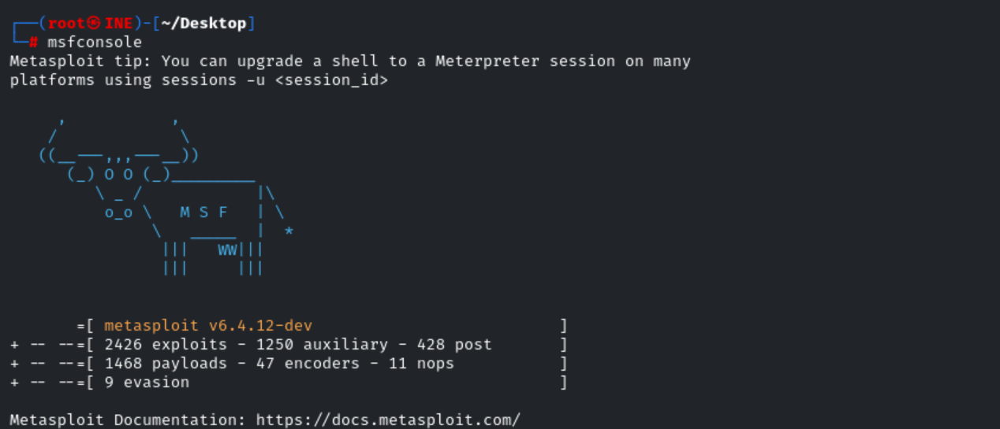 ┌──(root㉿INE)-[~/Desktop]
└─# msfconsole
Metasploit tip: You can upgrade a shell to a Meterpreter session on many
platforms using sessions -u <session_id>
     ,           ,
    /             \
   ((__---,,,---__))
      (_) O O (_)_________
         \ _ /            |\
          o_o \   M S F   | \
               \   _____  |  *
                |||   WW|||
                |||     |||
       =[ metasploit v6.4.12-dev                          ]
+ -- --=[ 2426 exploits - 1250 auxiliary - 428 post       ]
+ -- --=[ 1468 payloads - 47 encoders - 11 nops           ]
+ -- --=[ 9 evasion                                       ]
Metasploit Documentation: https://docs.metasploit.com/